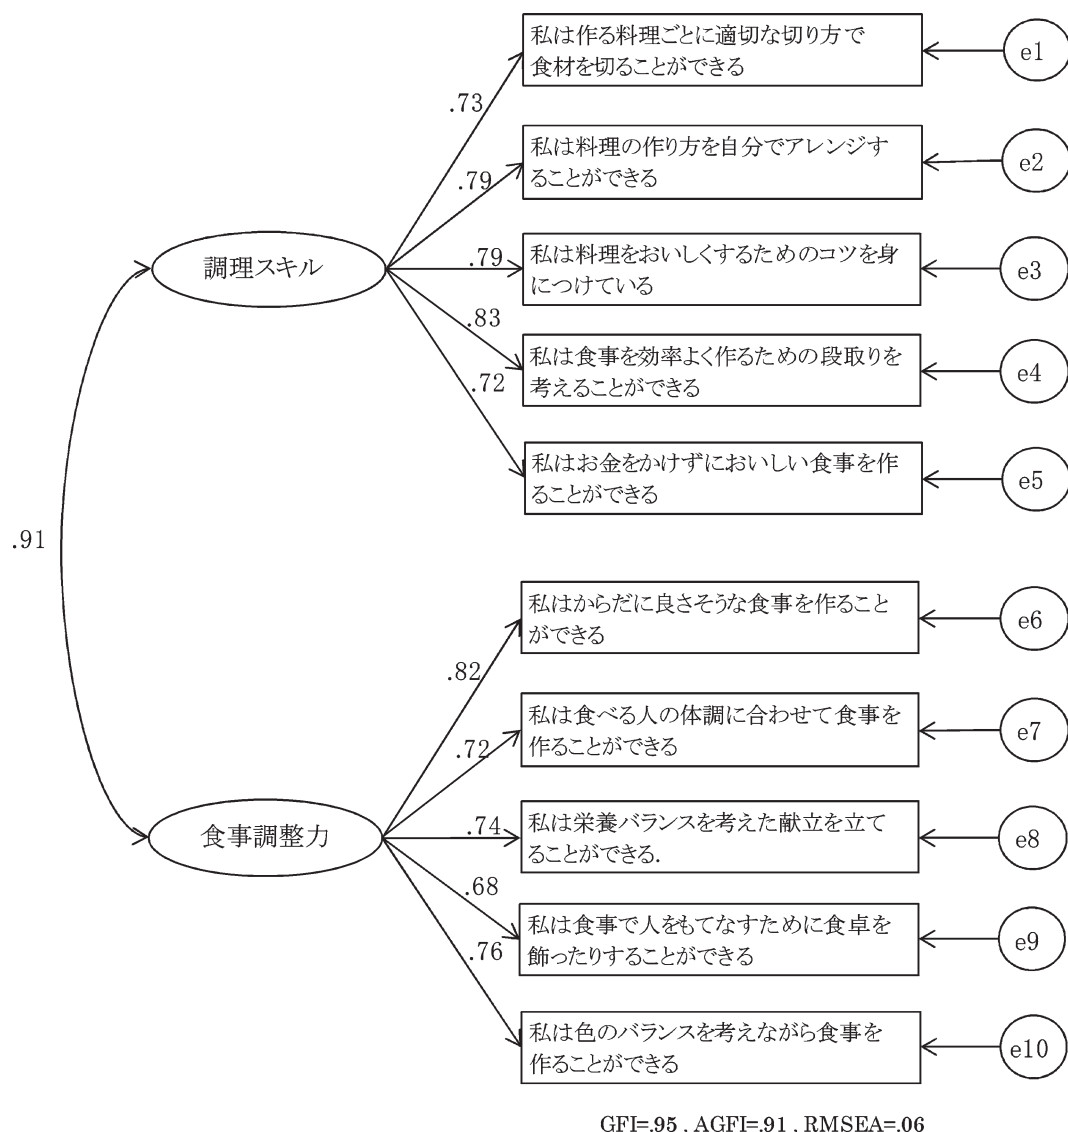 私は作る料理ごとに適切な切り方で
食材を切ることができる
e1
.73
私は料理の作り方を自分でアレンジす
ることができる
e2
.79
調理スキル
.79
私は料理をおいしくするためのコツを身
につけている
e3
.83
私は食事を効率よく作るための段取りを
考えることができる
e4
.72
私はお金をかけずにおいしい食事を作
ることができる
e5
.91
私はからだに良さそうな食事を作ること
ができる
e6
.82
私は食べる人の体調に合わせて食事を
作ることができる
e7
.72
食事調整力
.74
私は栄養バランスを考えた献立を立て
ることができる.
e8
.68
私は食事で人をもてなすために食卓を
飾ったりすることができる
e9
.76
私は色のバランスを考えながら食事を
作ることができる
e10
GFI=.95 , AGFI=.91 , RMSEA=.06